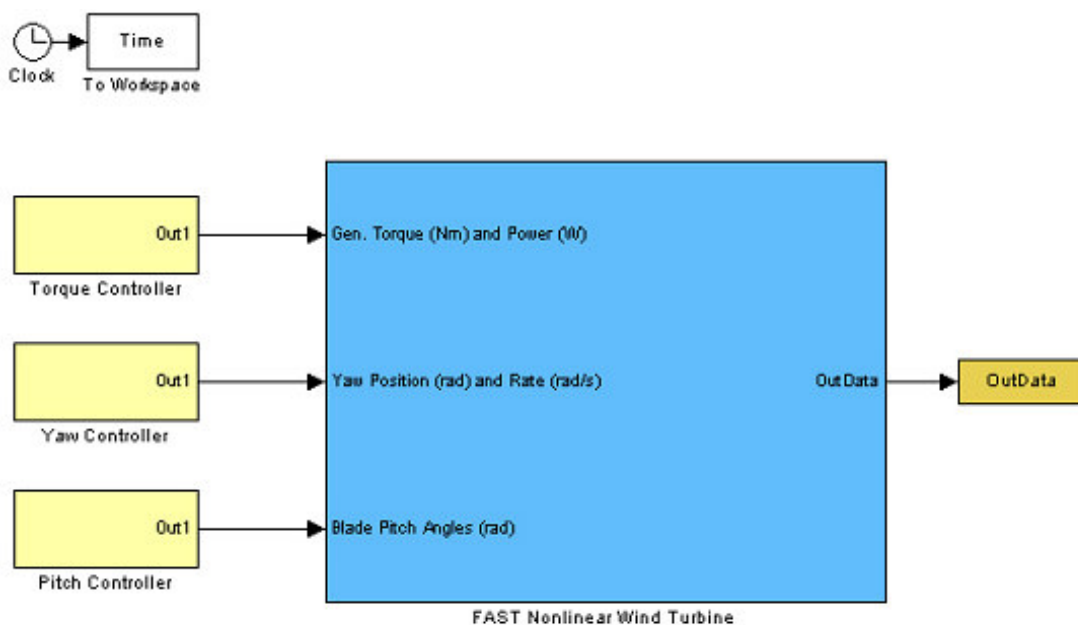 Time
Clock
To Workspace
Out1
Gen. Torque (Nm) and Power (W)
Torque Controller
Out1
Yaw Position (rad) and Rate (rad/s)
OutData
OutData
Yaw Controller
Out1
Blade Pitch Angles (rad)
Pitch Controller
FAST Nonlinear Wind Turbine